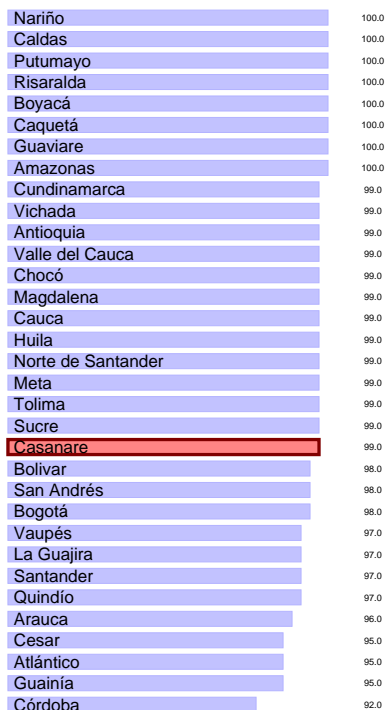 Nariño 100.0
Caldas 100.0
Putumayo 100.0
Risaralda 100.0
Boyacá 100.0
Caquetá 100.0
Guaviare 100.0
Amazonas 100.0
Cundinamarca 99.0
Vichada 99.0
Antioquia 99.0
Valle del Cauca 99.0
Chocó 99.0
Magdalena 99.0
Cauca 99.0
Huila 99.0
Norte de Santander 99.0
Meta 99.0
Tolima 99.0
Sucre 99.0
Casanare 99.0
Bolivar 98.0
San Andrés 98.0
Bogotá 98.0
Vaupés 97.0
La Guajira 97.0
Santander 97.0
Quindío 97.0
Arauca 96.0
Cesar 95.0
Atlántico 95.0
Guainía 95.0
Córdoba 92.0